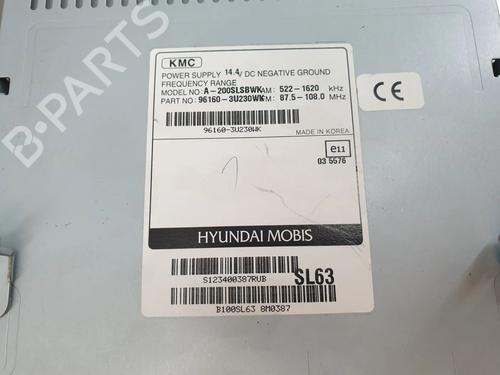 KMC
POWER SUPPLY 14.4V DC NEGATIVE GROUND
FREQUENCY RANGE
MODEL NO: A-200SLSBWK AM: 522-1620 kHz
PART NO: 96160-3U230WK FM: 87.5-108.0 MHz
96160-3U230WK
MADE IN KOREA
e11
03 5576
CE
HYUNDAI MOBIS
S123400387RVB
SL63
B100SL63 8M0387
B-PARTS